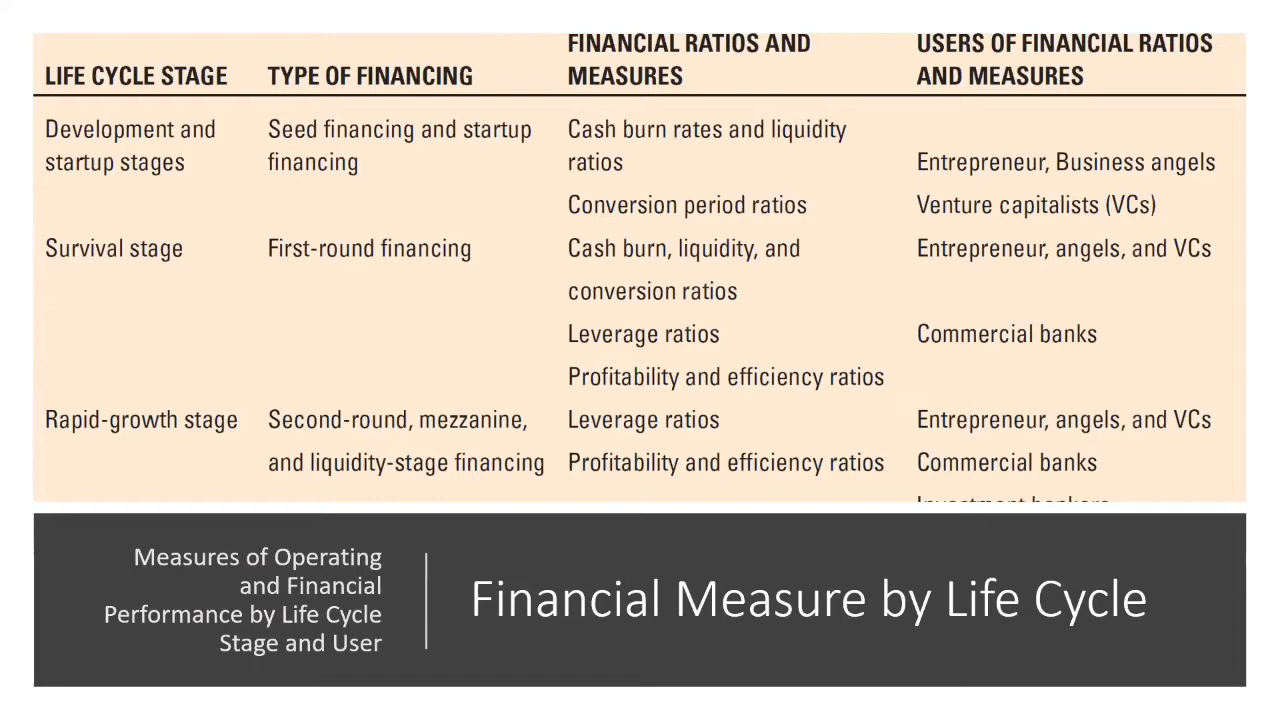 FINANCIAL RATIOS AND USERS OF FINANCIAL RATIOS
LIFE CYCLE STAGE TYPE OF FINANCING MEASURES AND MEASURES
Development and Seed financing and startup Cash burn rates and liquidity
startup stages financing ratios Entrepreneur, Business angels
Conversion period ratios Venture capitalists (VCs)
Survival stage First-round financing Cash burn, liquidity, and Entrepreneur, angels, and VCs
conversion ratios
Leverage ratios Commercial banks
Profitability and efficiency ratios
Rapid-growth stage Second-round, mezzanine, Leverage ratios Entrepreneur, angels, and VCs
and liquidity-stage financing Profitability and efficiency ratios Commercial banks
Measures of Operating
and Financial
Performance by Life Cycle
Stage and User
Financial Measure by Life Cycle